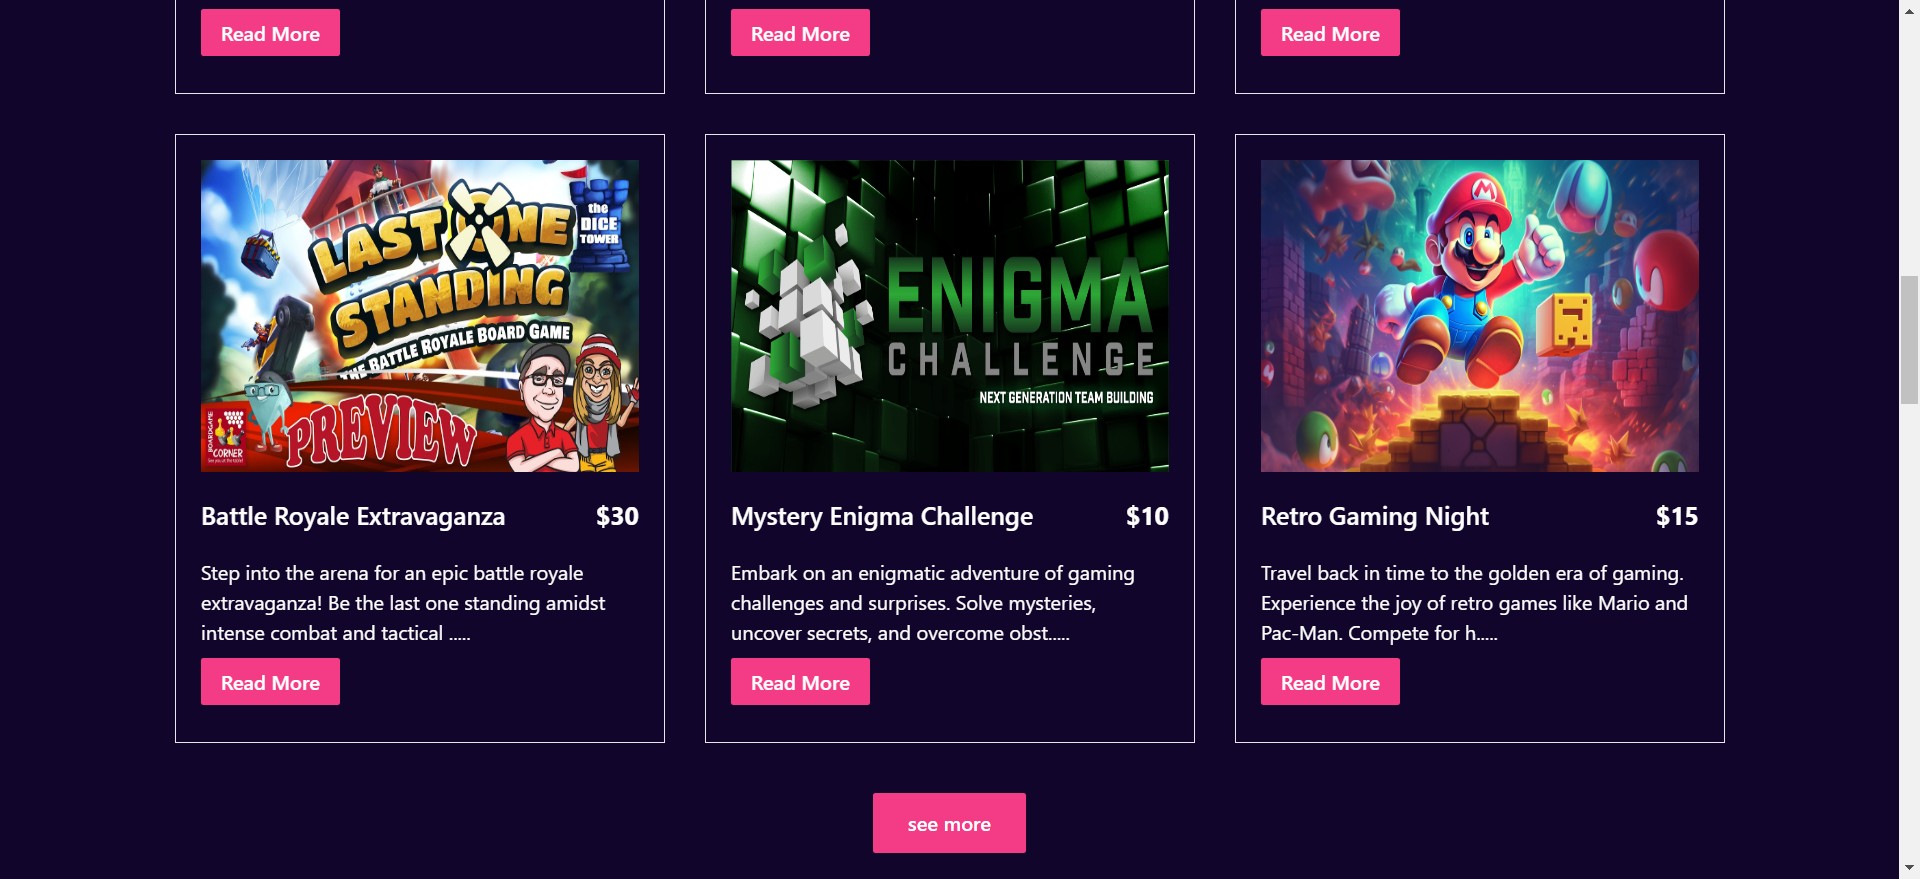 Read More
Read More
Read More
LAST ONE
STANDING
THE BATTLE ROYALE BOARD GAME
the
DICE
TOWER
PREVIEW
BOARDGAME
CORNER
ENIGMA
CHALLENGE
NEXT GENERATION TEAM BUILDING
M
Battle Royale Extravaganza $30
Step into the arena for an epic battle royale
extravaganza! Be the last one standing amidst
intense combat and tactical .....
Read More
Mystery Enigma Challenge $10
Embark on an enigmatic adventure of gaming
challenges and surprises. Solve mysteries,
uncover secrets, and overcome obst.....
Read More
Retro Gaming Night $15
Travel back in time to the golden era of gaming.
Experience the joy of retro games like Mario and
Pac-Man. Compete for h.....
Read More
see more